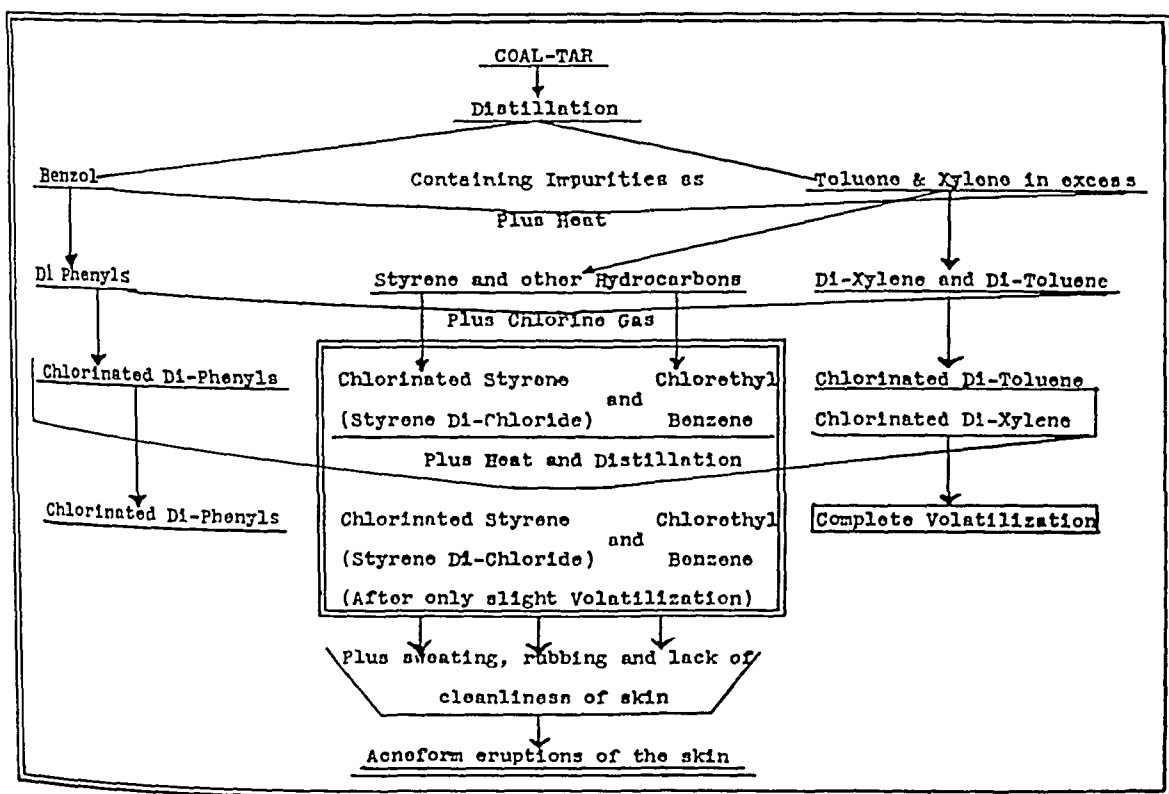 COAL-TAR
Distillation
Benzol
Containing Impurities as
Toluene & Xylene in excess
Plus Heat
Di Phenyls
Styrene and other Hydrocarbons
Di-Xylene and Di-Toluene
Plus Chlorine Gas
Chlorinated Di-Phenyls
Chlorinated Styrene
and
(Styrene Di-Chloride)
Chlorethyl
Benzene
Chlorinated Di-Toluene
Chlorinated Di-Xylene
Plus Heat and Distillation
Chlorinated Di-Phenyls
Chlorinated Styrene
and
(Styrene Di-Chloride)
Chlorethyl
Benzene
(After only slight Volatilization)
Complete Volatilization
Plus sweating, rubbing and lack of
cleanliness of skin
Acneform eruptions of the skin